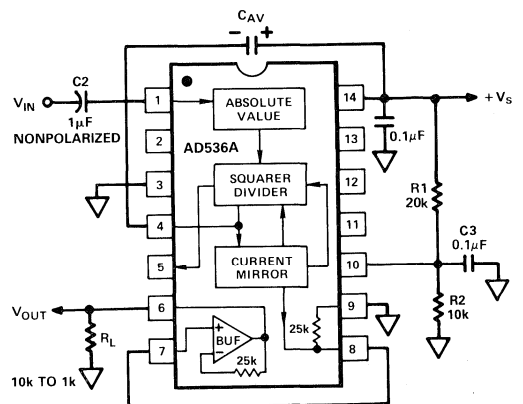 CAV
− +
C2
VIN
1μF
NONPOLARIZED
1
ABSOLUTE
VALUE
14
+VS
0.1μF
2
AD536A
13
3
SQUARER
DIVIDER
12
R1
20k
4
11
C3
0.1μF
5
CURRENT
MIRROR
10
VOUT
6
9
R2
10k
25k
RL
7
+
BUF
−
8
25k
10k TO 1k